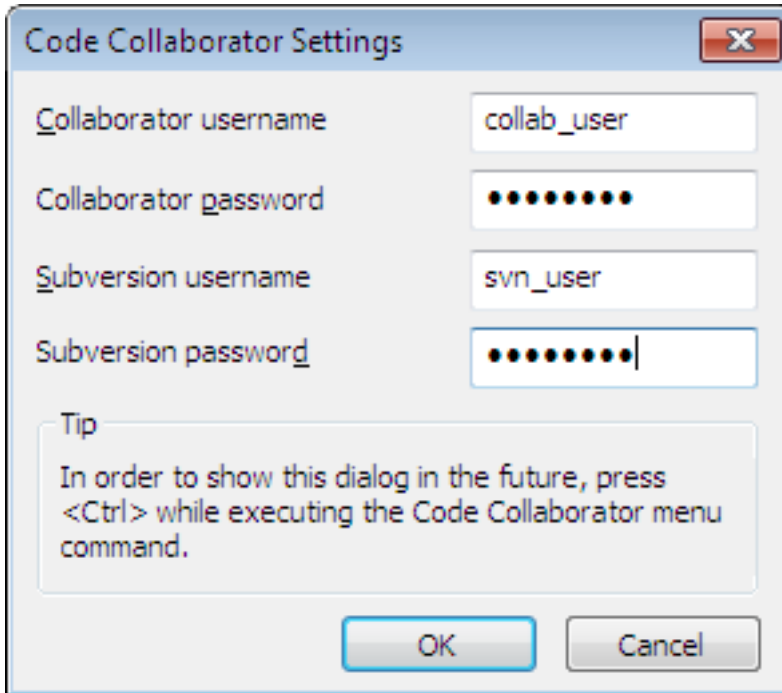 Code Collaborator Settings
Collaborator username
collab_user
Collaborator password
●●●●●●●●
Subversion username
svn_user
Subversion password
●●●●●●●●
Tip
In order to show this dialog in the future, press
<Ctrl> while executing the Code Collaborator menu
command.
OK
Cancel